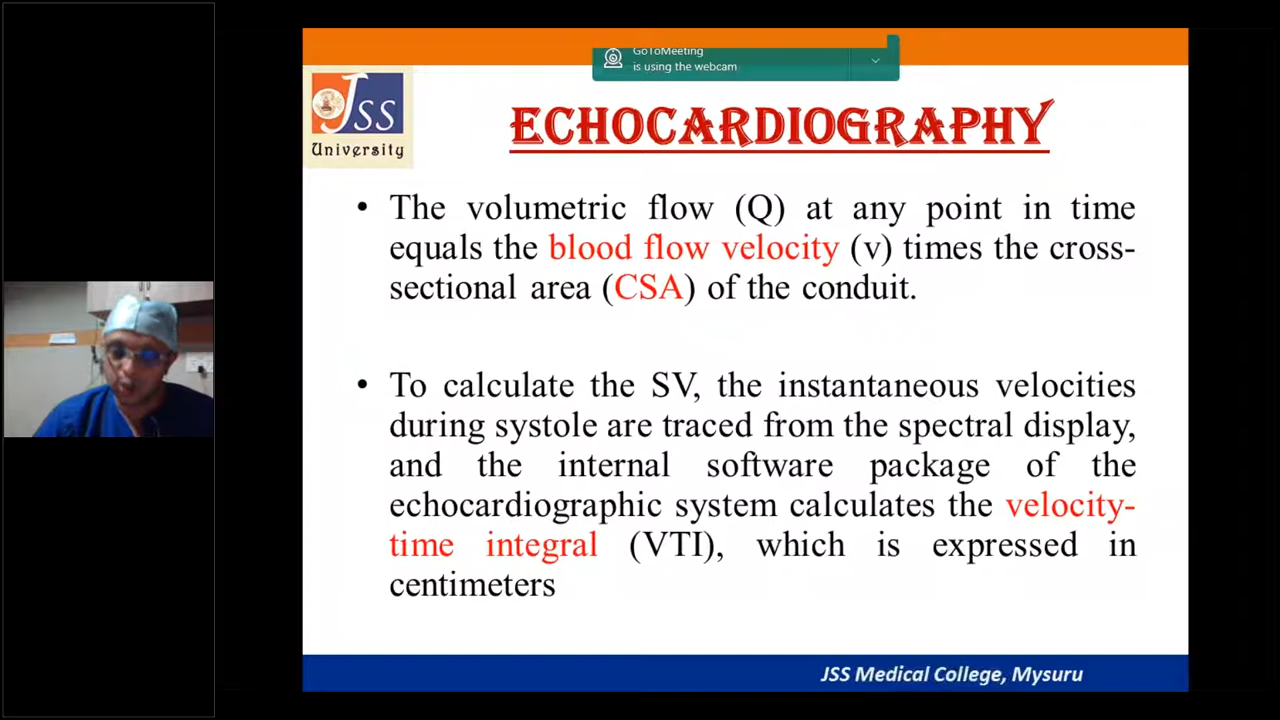 GoToMeeting
is using the webcam
JSS
University
ECHOCARDIOGRAPHY
• The volumetric flow (Q) at any point in time
equals the blood flow velocity (v) times the cross-
sectional area (CSA) of the conduit.
• To calculate the SV, the instantaneous velocities
during systole are traced from the spectral display,
and the internal software package of the
echocardiographic system calculates the velocity-
time integral (VTI), which is expressed in
centimeters
JSS Medical College, Mysuru